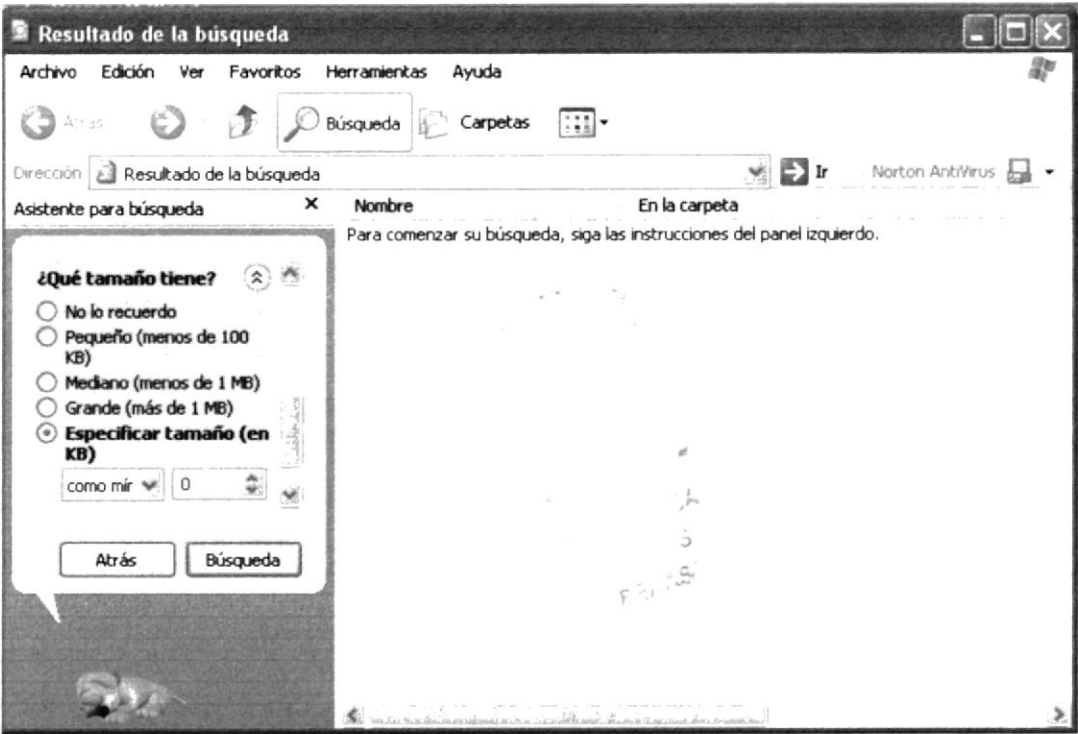 Resultado de la búsqueda
Archivo Edición Ver Favoritos Herramientas Ayuda
Atrás Búsqueda Carpetas
Dirección Resultado de la búsqueda Ir Norton AntiVirus
Asistente para búsqueda × Nombre En la carpeta
Para comenzar su búsqueda, siga las instrucciones del panel izquierdo.
¿Qué tamaño tiene?
No lo recuerdo
Pequeño (menos de 100
KB)
Mediano (menos de 1 MB)
Grande (más de 1 MB)
Especificar tamaño (en
KB)
como mír 0
Atrás Búsqueda